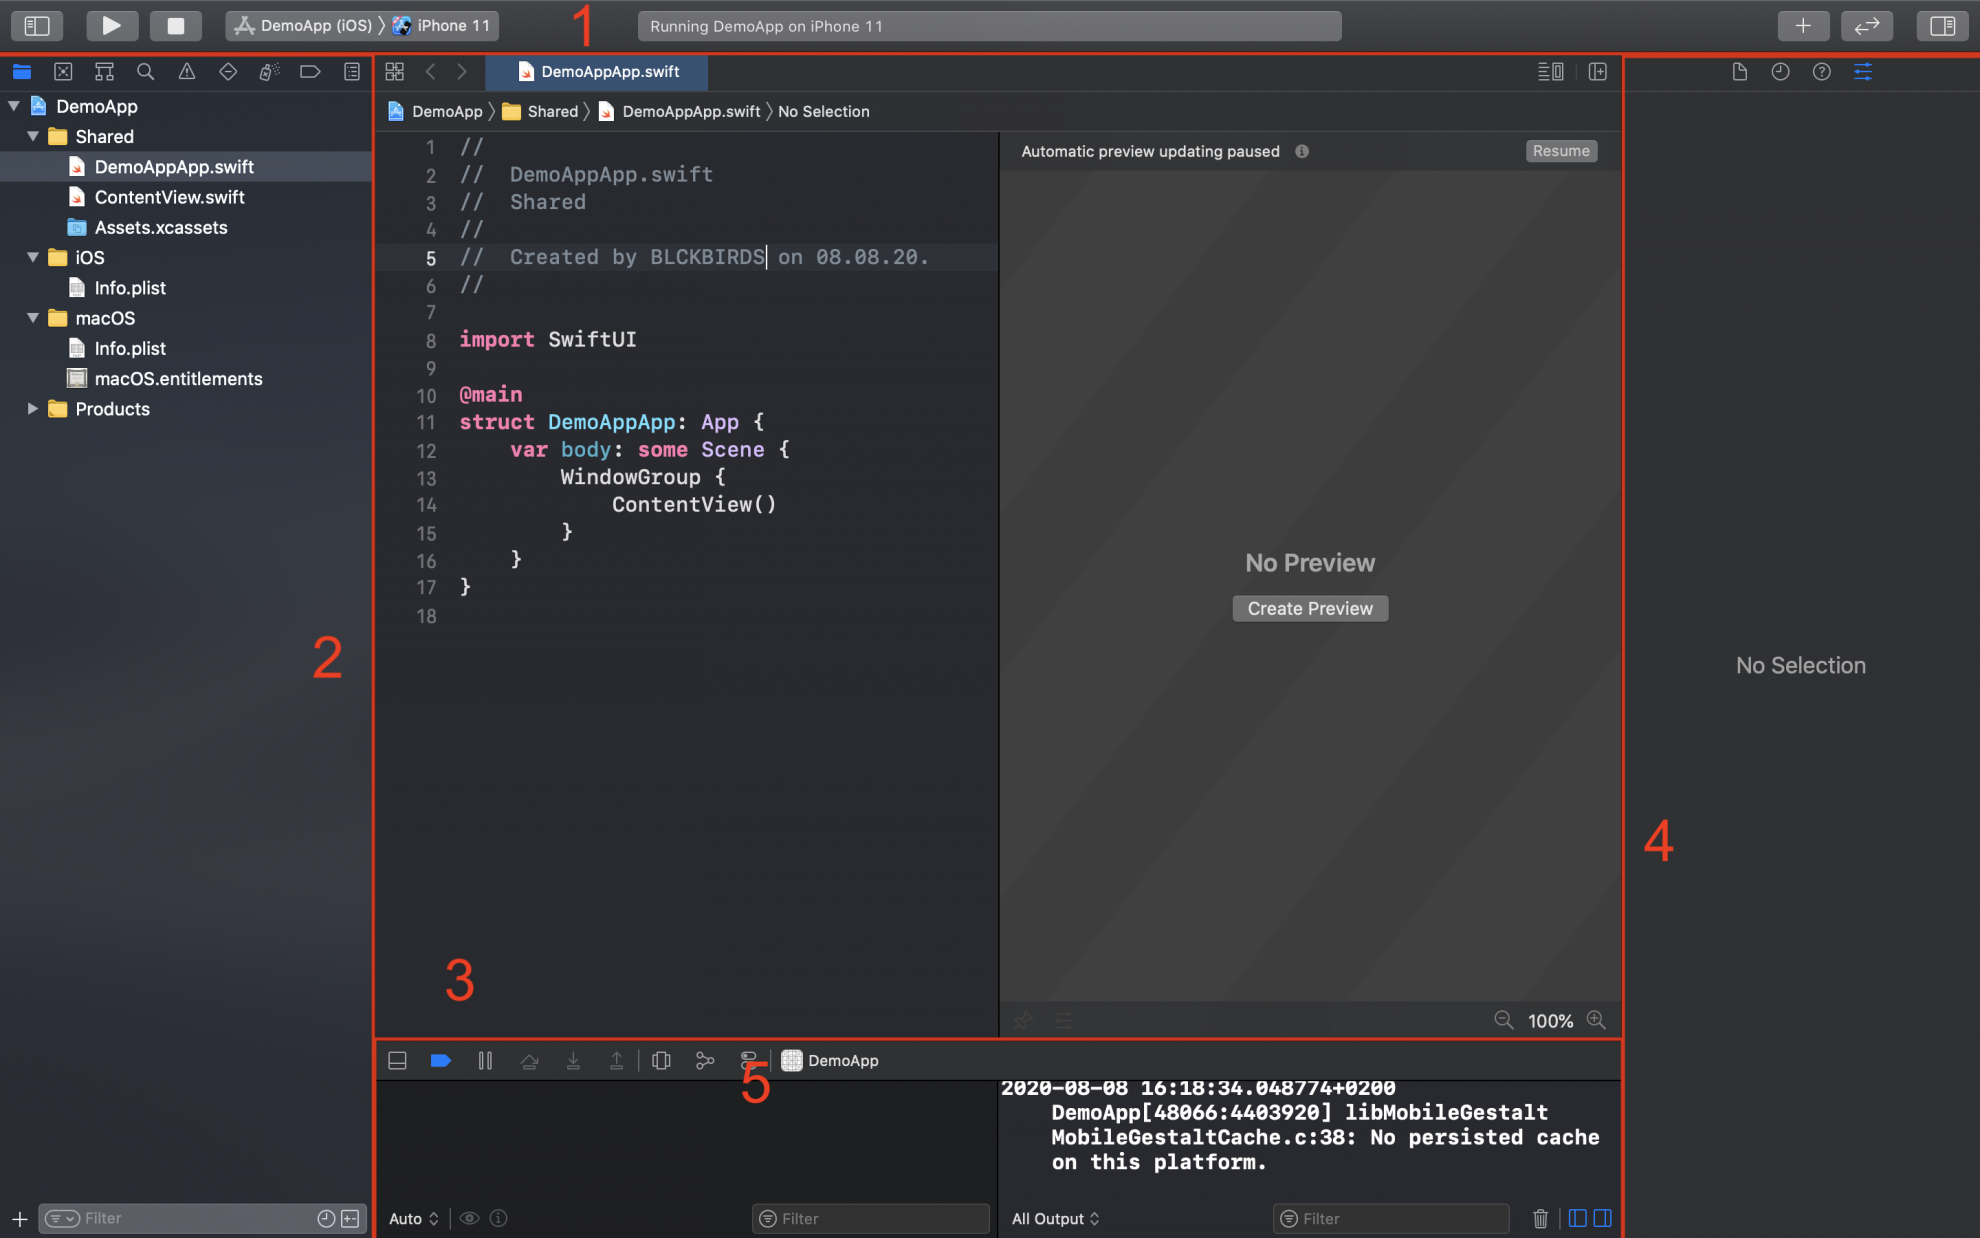 DemoApp (iOS) 〉 iPhone 11
1
Running DemoApp on iPhone 11
DemoApp
Shared
DemoAppApp.swift
ContentView.swift
Assets.xcassets
iOS
Info.plist
macOS
Info.plist
macOS.entitlements
Products
2
Filter
DemoAppApp.swift
DemoApp 〉 Shared 〉 DemoAppApp.swift 〉 No Selection
1 //
2 //  DemoAppApp.swift
3 //  Shared
4 //
5 //  Created by BLCKBIRDS on 08.08.20.
6 //
7
8 import SwiftUI
9
10 @main
11 struct DemoAppApp: App {
12     var body: some Scene {
13         WindowGroup {
14             ContentView()
15         }
16     }
17 }
18
3
Automatic preview updating paused
Resume
No Preview
Create Preview
100%
No Selection
4
DemoApp
5
2020-08-08 16:18:34.048774+0200
DemoApp[48066:4403920] libMobileGestalt
MobileGestaltCache.c:38: No persisted cache
on this platform.
Auto
Filter
All Output
Filter